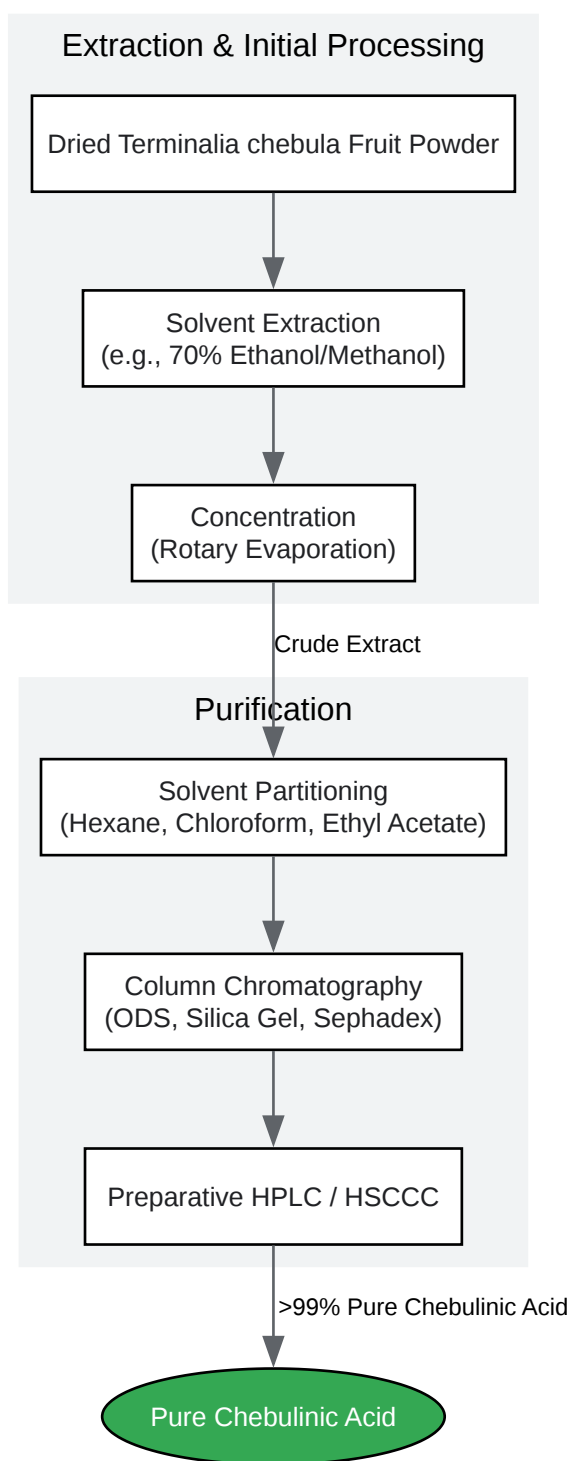 Extraction & Initial Processing
Dried Terminalia chebula Fruit Powder
Solvent Extraction
(e.g., 70% Ethanol/Methanol)
Concentration
(Rotary Evaporation)
Crude Extract
Purification
Solvent Partitioning
(Hexane, Chloroform, Ethyl Acetate)
Column Chromatography
(ODS, Silica Gel, Sephadex)
Preparative HPLC / HSCCC
>99% Pure Chebulinic Acid
Pure Chebulinic Acid